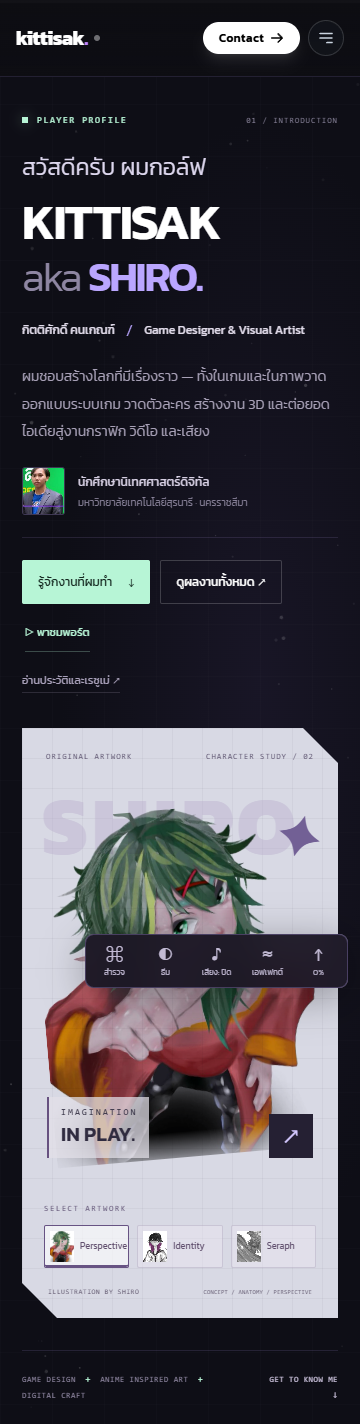 kittisak.
Contact →
PLAYER PROFILE
01 / INTRODUCTION
สวัสดีครับ ผมกอล์ฟ
KITTISAK
aka SHIRO.
กิตติศักดิ์ คนเกณฑ์ / Game Designer & Visual Artist
ผมชอบสร้างโลกที่มีเรื่องราว — ทั้งในเกมและในภาพวาด
ออกแบบระบบเกม วาดตัวละคร สร้างงาน 3D และต่อยอด
ไอเดียสู่งานกราฟิก วิดีโอ และเสียง
นักศึกษานิเทศศาสตร์ดิจิทัล
มหาวิทยาลัยเทคโนโลยีสุรนารี · นครราชสีมา
รู้จักงานที่ผมทำ ↓
ดูผลงานทั้งหมด ↗
▷ พาชมพอร์ต
อ่านประวัติและเรซูเม่ ↗
ORIGINAL ARTWORK
CHARACTER STUDY / 02
SHIRO
⌘ ◐ ♪ ≈ ↑
สำรวจ ธีม เสียง: ปิด เอฟเฟกต์ 0%
IMAGINATION
IN PLAY.
↗
SELECT ARTWORK
Perspective
Identity
Seraph
ILLUSTRATION BY SHIRO
CONCEPT / ANATOMY / PERSPECTIVE
GAME DESIGN + ANIME INSPIRED ART +
DIGITAL CRAFT
GET TO KNOW ME
↓